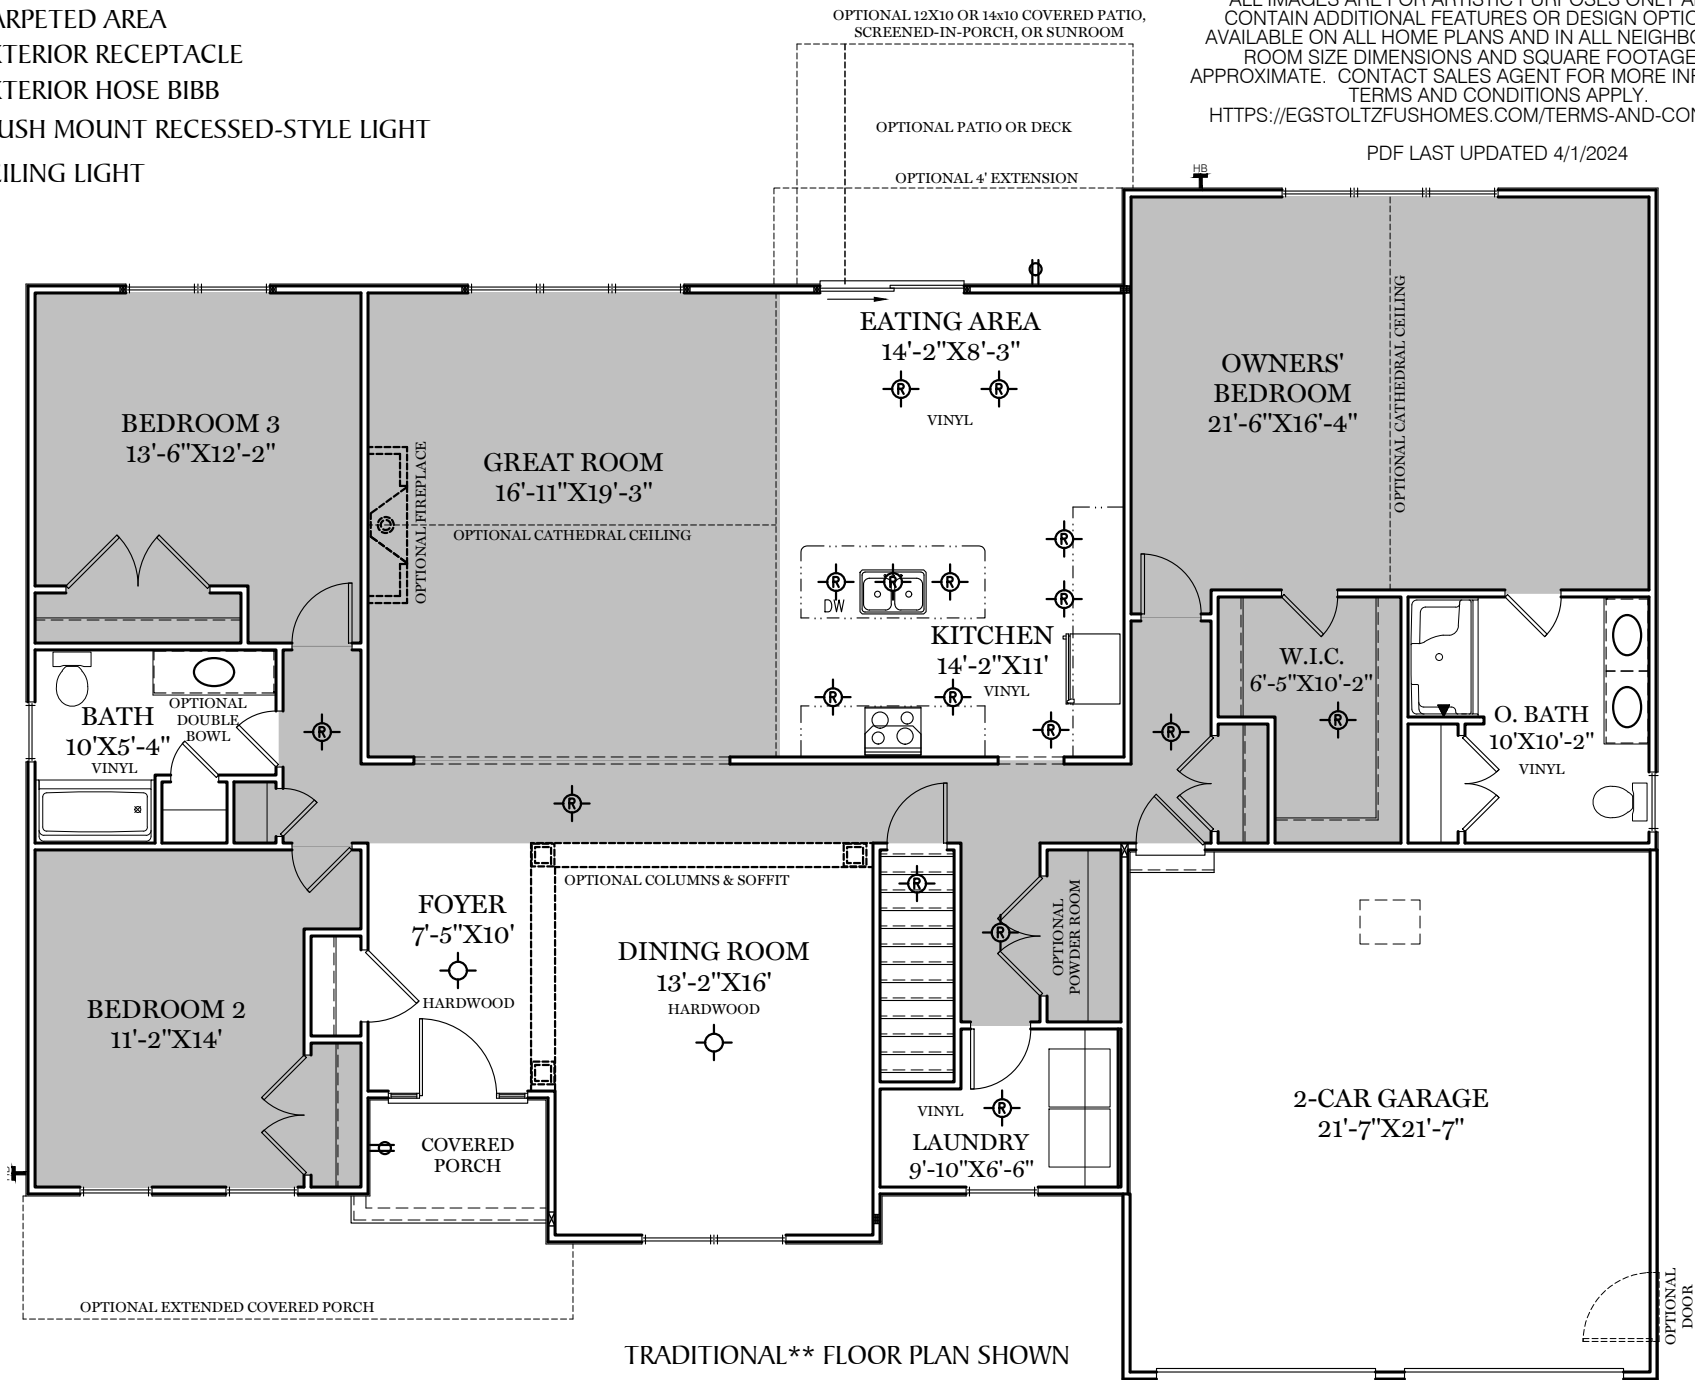 ARPETED AREA
TERIOR RECEPTACLE
TERIOR HOSE BIBB
USH MOUNT RECESSED-STYLE LIGHT
ILING LIGHT
OPTIONAL 12X10 OR 14x10 COVERED PATIO,
SCREENED-IN-PORCH, OR SUNROOM
ALL IMAGES ARE FOR ARTISTIC PURPOSES ONLY A
CONTAIN ADDITIONAL FEATURES OR DESIGN OPTIO
AVAILABLE ON ALL HOME PLANS AND IN ALL NEIGHBO
ROOM SIZE DIMENSIONS AND SQUARE FOOTAGE
APPROXIMATE. CONTACT SALES AGENT FOR MORE INF
TERMS AND CONDITIONS APPLY.
HTTPS://EGSTOLTZFUSHOMES.COM/TERMS-AND-CON
PDF LAST UPDATED 4/1/2024
OPTIONAL PATIO OR DECK
OPTIONAL 4' EXTENSION
HB
EATING AREA
14'-2"X8'-3"
R
R
VINYL
OWNERS'
BEDROOM
21'-6"X16'-4"
OPTIONAL CATHEDRAL CEILING
BEDROOM 3
13'-6"X12'-2"
GREAT ROOM
16'-11"X19'-3"
OPTIONAL CATHEDRAL CEILING
OPTIONAL FIREPLACE
R
R
R
R
R
DW
KITCHEN
14'-2"X11'
VINYL
R
R
R
W.I.C.
6'-5"X10'-2"
R
R
O. BATH
10'X10'-2"
VINYL
BATH
10'X5'-4"
VINYL
OPTIONAL
DOUBLE
BOWL
R
R
FOYER
7'-5"X10'
HARDWOOD
OPTIONAL COLUMNS & SOFFIT
DINING ROOM
13'-2"X16'
HARDWOOD
R
R
OPTIONAL
POWDER ROOM
BEDROOM 2
11'-2"X14'
COVERED
PORCH
VINYL
R
LAUNDRY
9'-10"X6'-6"
2-CAR GARAGE
21'-7"X21'-7"
OPTIONAL
DOOR
OPTIONAL EXTENDED COVERED PORCH
TRADITIONAL** FLOOR PLAN SHOWN